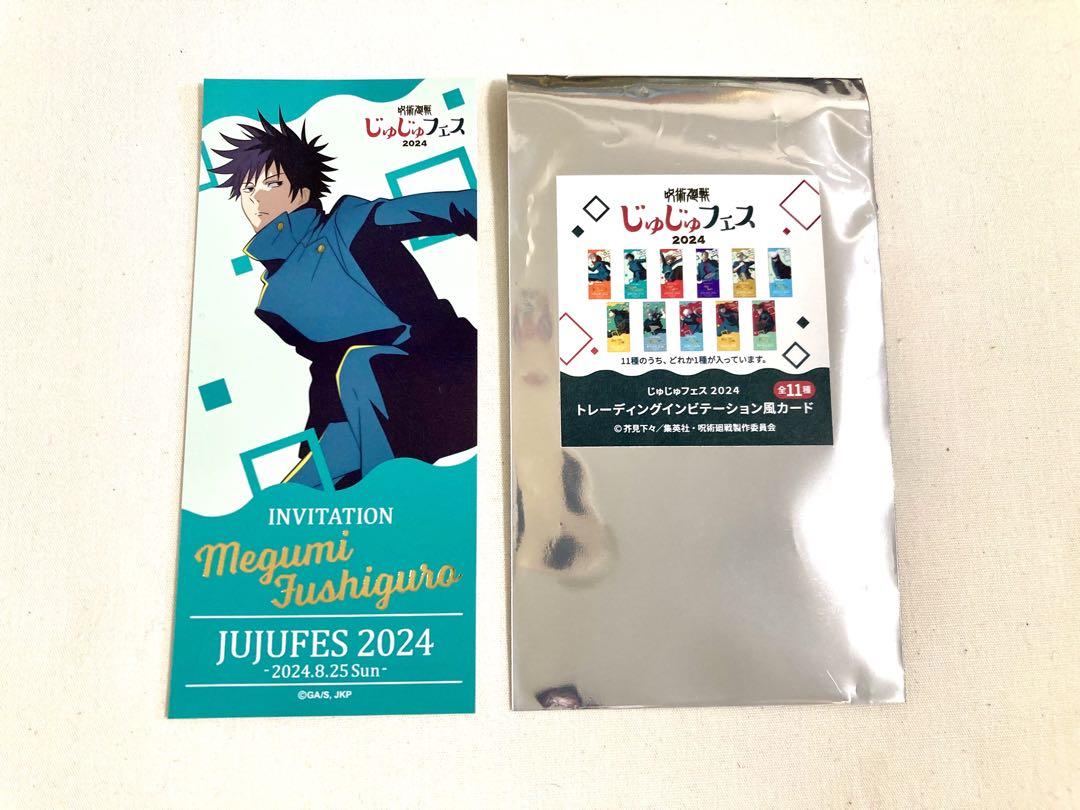 呪術廻戦
じゅじゅフェス
2024
INVITATION
Megumi
Fushiguro
JUJUFES 2024
-2024.8.25 Sun-
©GA/S, JKP
呪術廻戦
じゅじゅフェス
2024
11種のうち、どれか1種が入っています。
じゅじゅフェス 2024
全11種
トレーディングインビテーション風カード
©芥見下々／集英社・呪術廻戦製作委員会